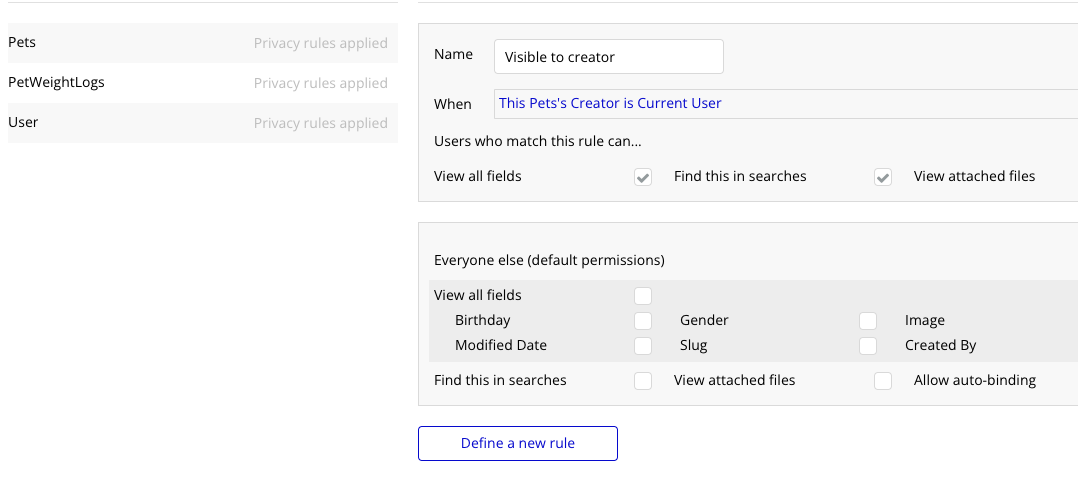 Pets Privacy rules applied
PetWeightLogs Privacy rules applied
User Privacy rules applied
Name Visible to creator
When This Pets's Creator is Current User
Users who match this rule can...
View all fields Find this in searches View attached files
Everyone else (default permissions)
View all fields
Birthday Gender Image
Modified Date Slug Created By
Find this in searches View attached files Allow auto-binding
Define a new rule